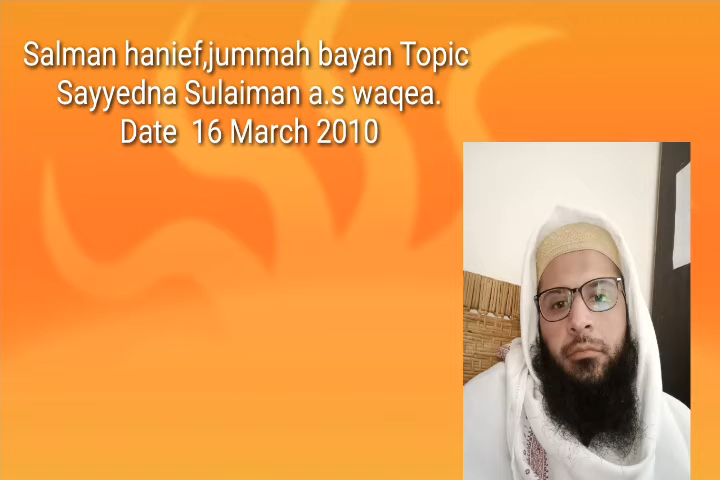 Salman hanief,jummah bayan Topic
Sayyedna Sulaiman a.s waqea.
Date 16 March 2010